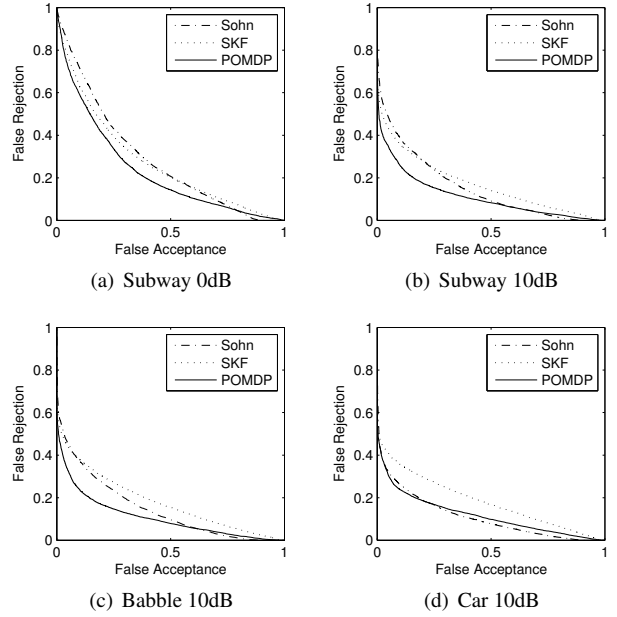 1
0.8
0.6
0.4
0.2
0
False Rejection
0
0.5
1
False Acceptance
Sohn
SKF
POMDP
(a) Subway 0dB
1
0.8
0.6
0.4
0.2
0
False Rejection
0
0.5
1
False Acceptance
Sohn
SKF
POMDP
(b) Subway 10dB
1
0.8
0.6
0.4
0.2
0
False Rejection
0
0.5
1
False Acceptance
Sohn
SKF
POMDP
(c) Babble 10dB
1
0.8
0.6
0.4
0.2
0
False Rejection
0
0.5
1
False Acceptance
Sohn
SKF
POMDP
(d) Car 10dB